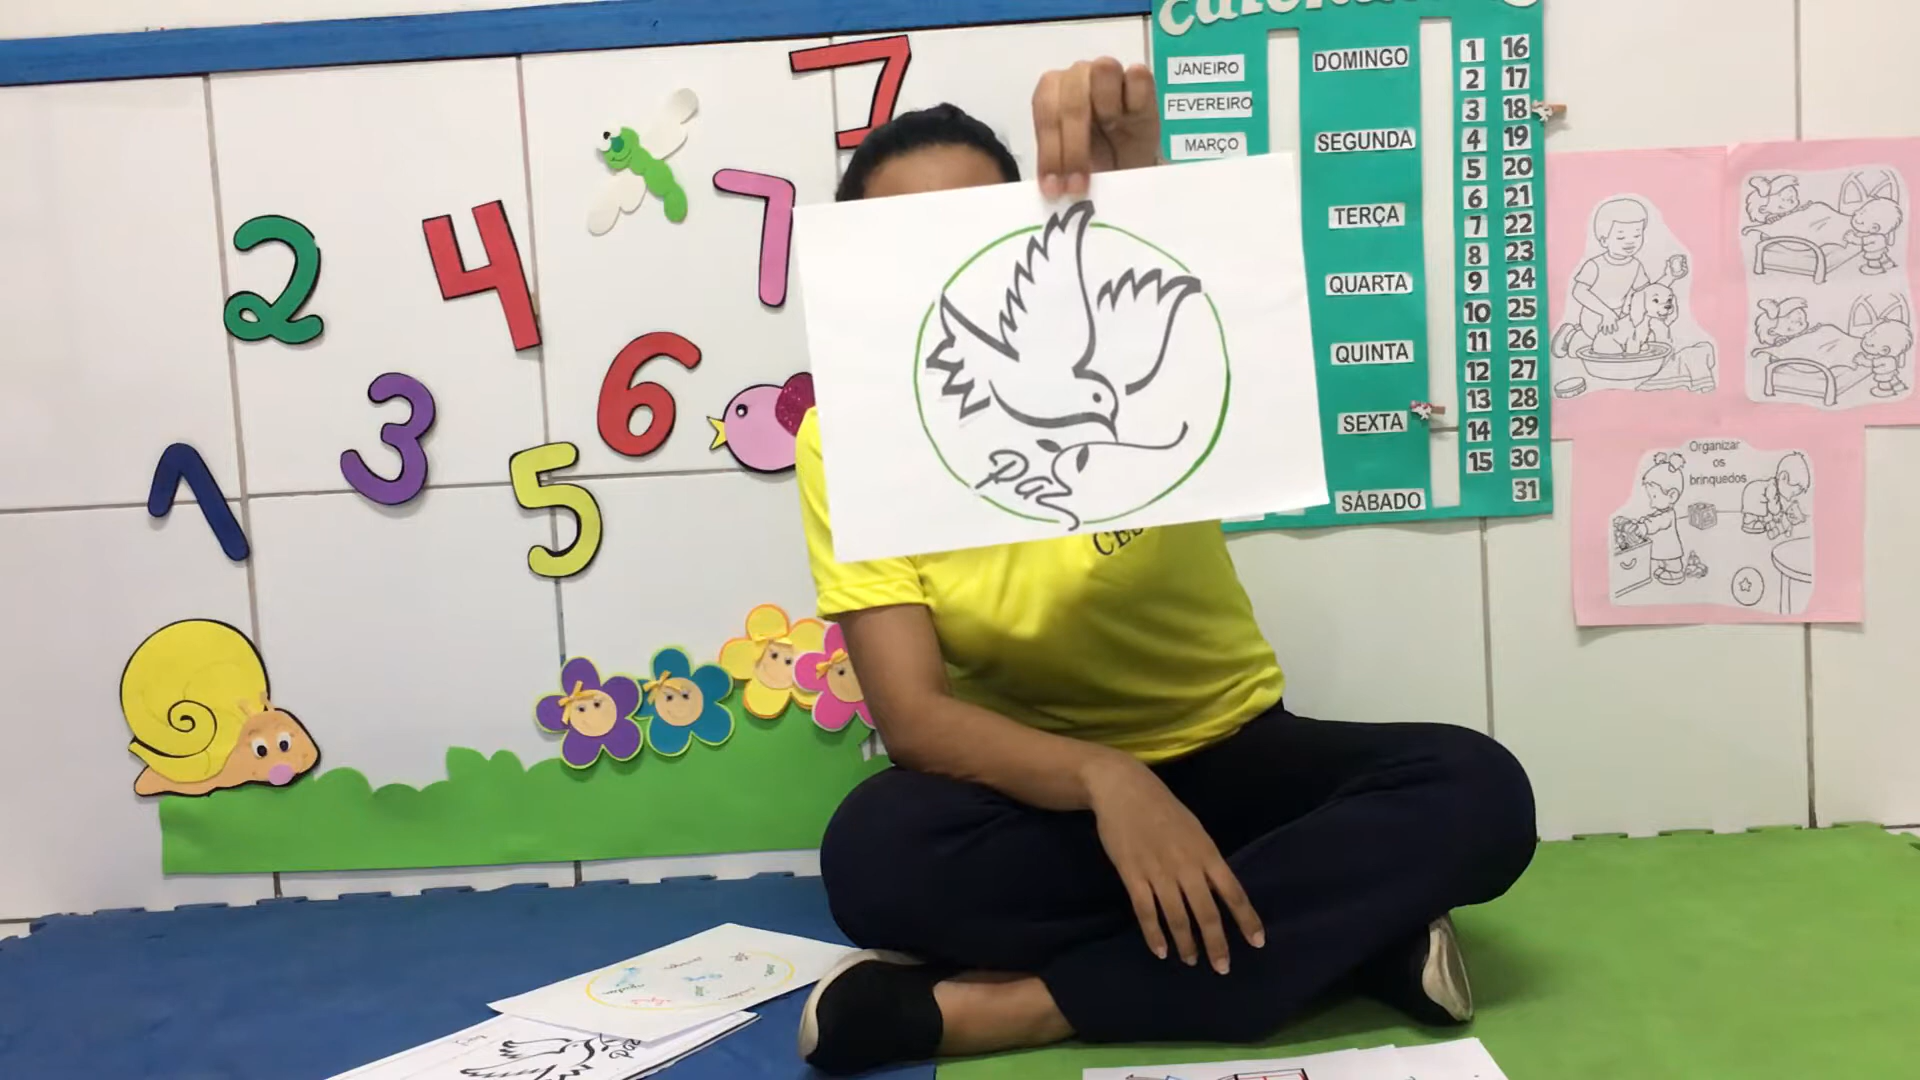 JANEIRO
FEVEREIRO
MARÇO
DOMINGO
SEGUNDA
TERÇA
QUARTA
QUINTA
SEXTA
SÁBADO
1 16
2 17
3 18
4 19
5 20
6 21
7 22
8 23
9 24
10 25
11 26
12 27
13 28
14 29
15 30
31
7
2
4
7
3
6
1
5
Paz
Organizar
os
brinquedos